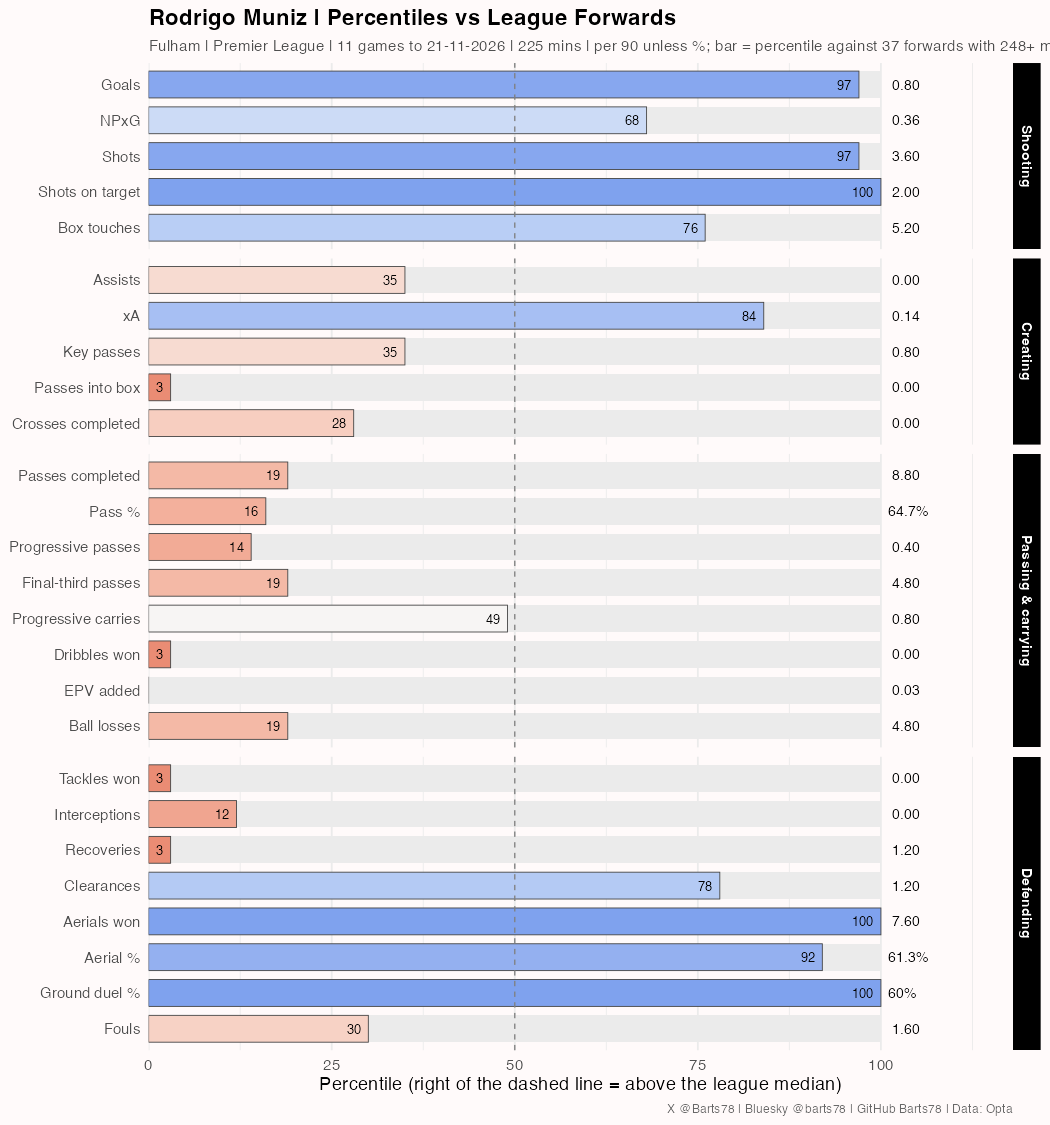 Rodrigo Muniz | Percentiles vs League Forwards
Fulham | Premier League | 11 games to 21-11-2026 | 225 mins | per 90 unless %; bar = percentile against 37 forwards with 248+ m
Goals 97 0.80
NPxG 68 0.36
Shots 97 3.60
Shots on target 100 2.00
Box touches 76 5.20
Shooting
Assists 35 0.00
xA 84 0.14
Key passes 35 0.80
Passes into box 3 0.00
Crosses completed 28 0.00
Creating
Passes completed 19 8.80
Pass % 16 64.7%
Progressive passes 14 0.40
Final-third passes 19 4.80
Progressive carries 49 0.80
Dribbles won 3 0.00
EPV added 0.03
Ball losses 19 4.80
Passing & carrying
Tackles won 3 0.00
Interceptions 12 0.00
Recoveries 3 1.20
Clearances 78 1.20
Aerials won 100 7.60
Aerial % 92 61.3%
Ground duel % 100 60%
Fouls 30 1.60
Defending
0 25 50 75 100
Percentile (right of the dashed line = above the league median)
X @Barts78 | Bluesky @barts78 | GitHub Barts78 | Data: Opta